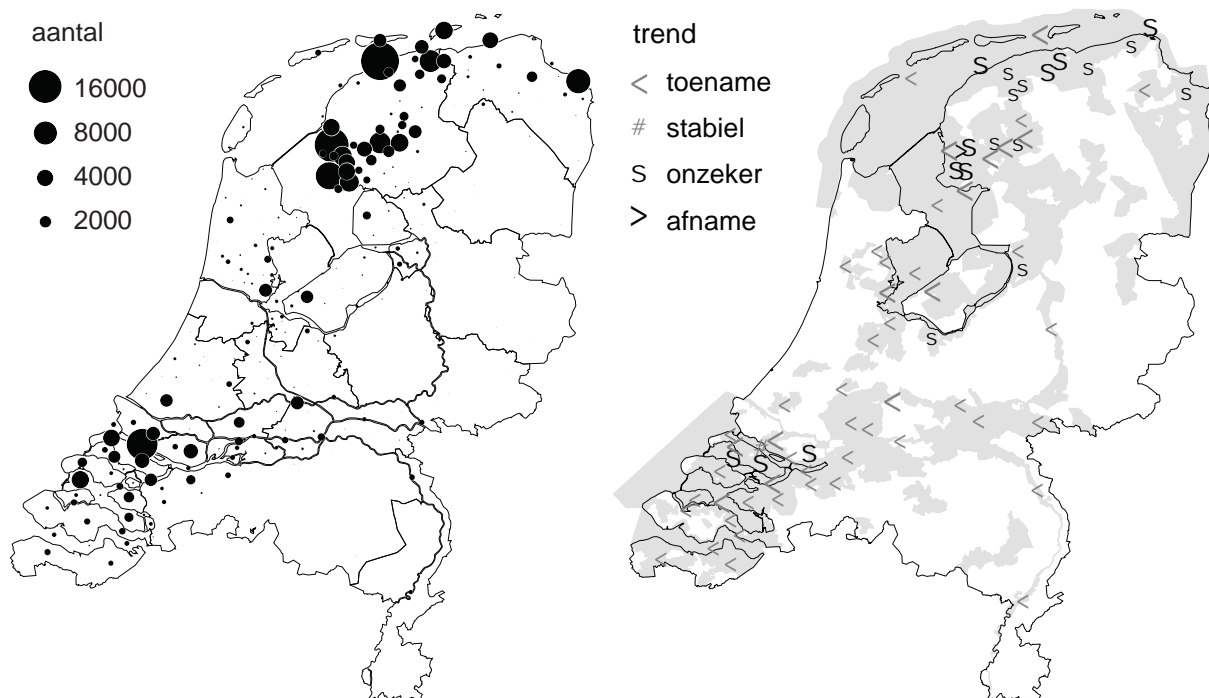 aantal
16000
8000
4000
2000
trend
< toename
# stabiel
S onzeker
> afname